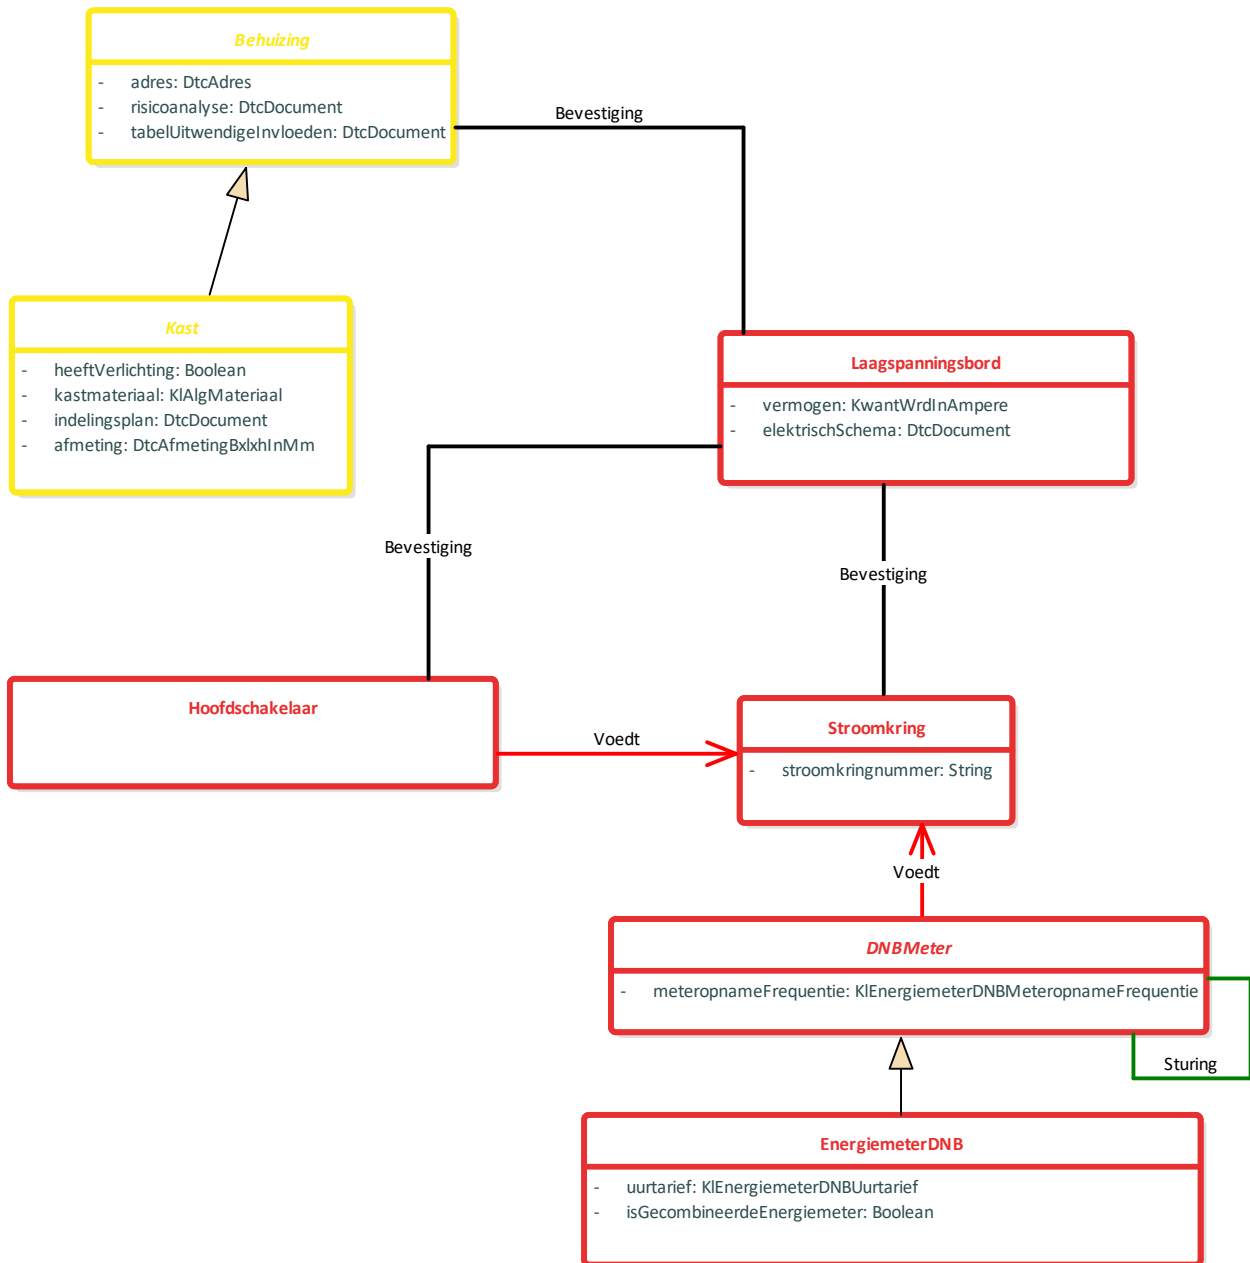 Behuizing
- adres: DtcAdres
- risicoanalyse: DtcDocument
- tabelUitwendigeInvloeden: DtcDocument
Bevestiging
Kast
- heeftVerlichting: Boolean
- kastmateriaal: KlAlgMateriaal
- indelingsplan: DtcDocument
- afmeting: DtcAfmetingBxlxhInMm
Laagspanningsbord
- vermogen: KwantWrdInAmpere
- elektrischSchema: DtcDocument
Bevestiging
Bevestiging
Hoofdschakelaar
Voedt
Stroomkring
- stroomkringnummer: String
Voedt
DNBMeter
- meteropnameFrequentie: KlEnergiemeterDNBMeteropnameFrequentie
Sturing
EnergiemeterDNB
- uurtarief: KlEnergiemeterDNBUurtarief
- isGecombineerdeEnergiemeter: Boolean